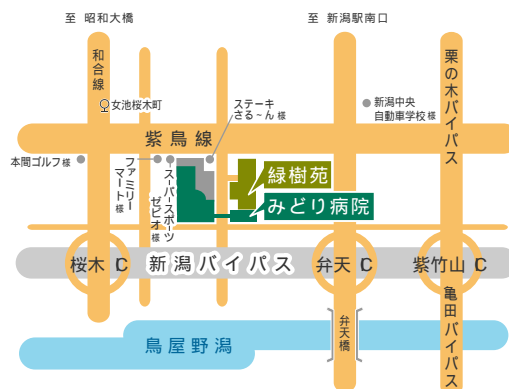 至 昭和大橋
至 新潟駅南口
和合線
女池桜木町
ステーキ
さる～ん 様
新潟中央
自動車学校 様
栗の木バイパス
紫鳥線
本間ゴルフ 様
ファミリー
マート 様
スーパースポーツ
ゼビオ 様
緑樹苑
みどり病院
桜木 C
新潟バイパス
弁天 C
紫竹山 C
亀田バイパス
弁天橋
鳥屋野潟